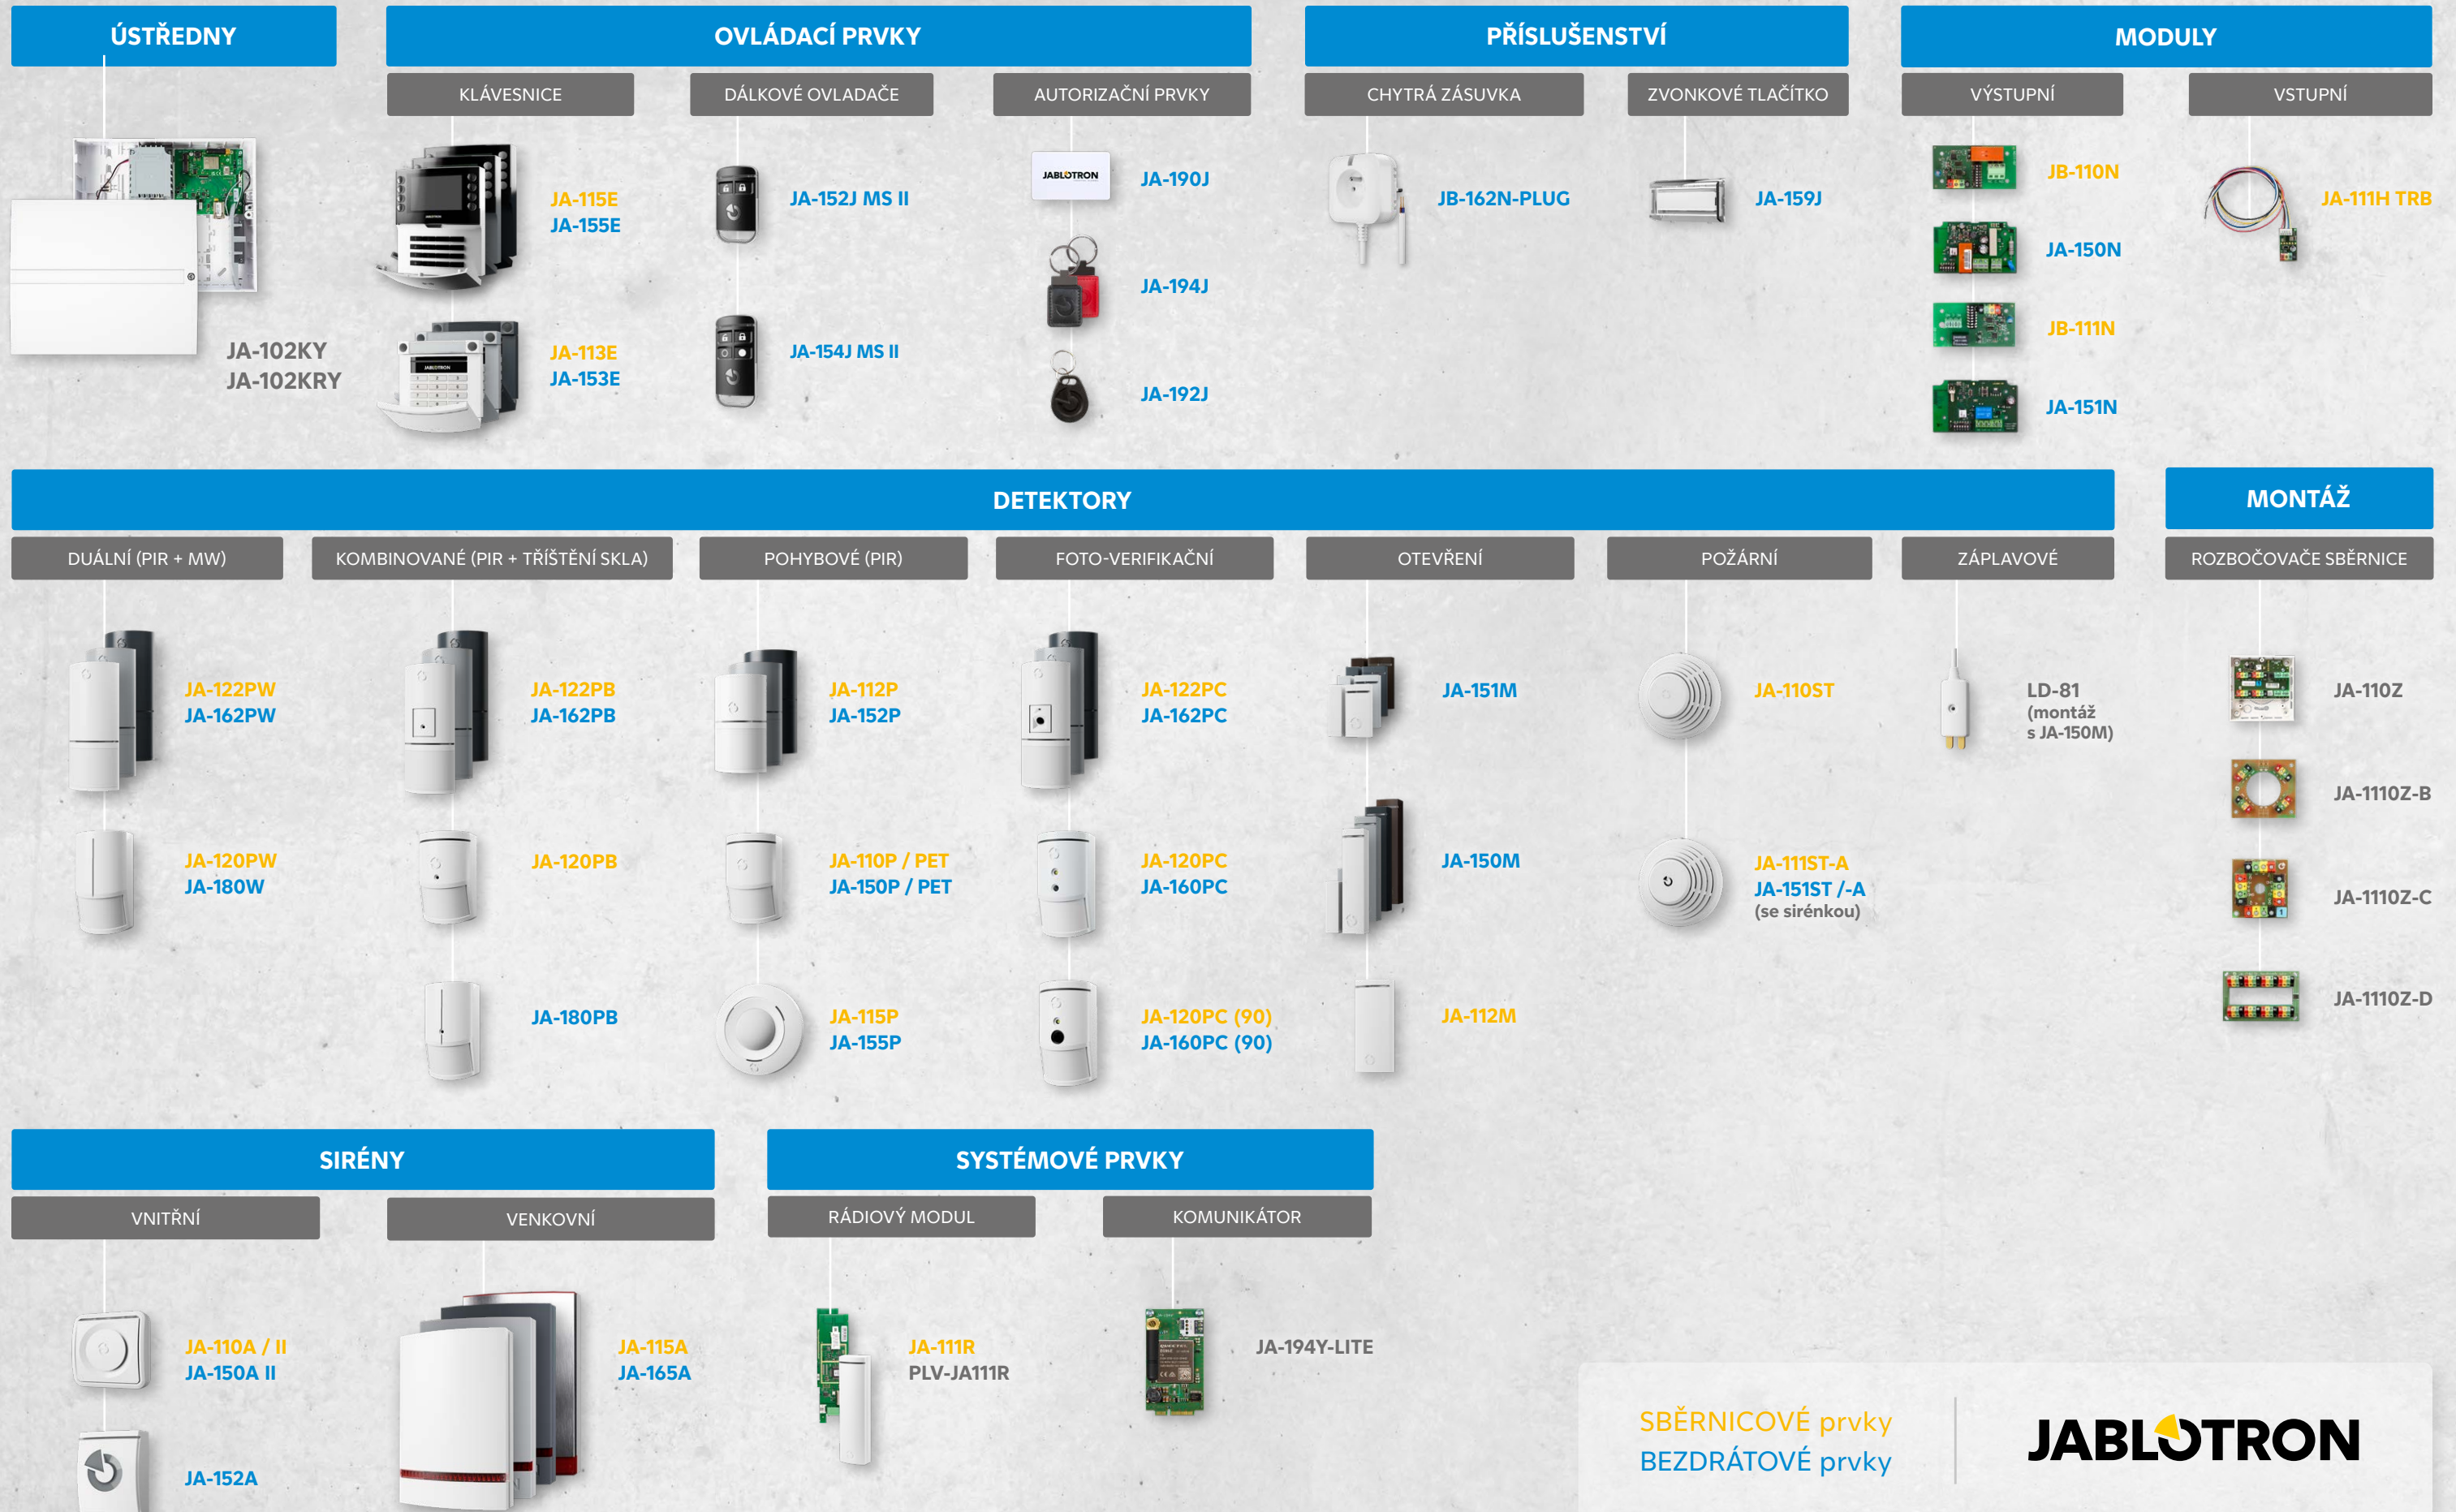 ÚSTŘEDNY
JA-102KY
JA-102KRY
OVLÁDACÍ PRVKY
KLÁVESNICE
JA-115E
JA-155E
JABLOTRON
JA-113E
JA-153E
DÁLKOVÉ OVLADAČE
JA-152J MS II
JA-154J MS II
AUTORIZAČNÍ PRVKY
JABLOTRON
JA-190J
JA-194J
JA-192J
PŘÍSLUŠENSTVÍ
CHYTRÁ ZÁSUVKA
JB-162N-PLUG
ZVONKOVÉ TLAČÍTKO
JA-159J
MODULY
VÝSTUPNÍ
JB-110N
JA-150N
JB-111N
JA-151N
VSTUPNÍ
JA-111H TRB
DETEKTORY
DUÁLNÍ (PIR + MW)
JA-122PW
JA-162PW
JA-120PW
JA-180W
KOMBINOVANÉ (PIR + TŘÍŠTĚNÍ SKLA)
JA-122PB
JA-162PB
JA-120PB
JA-180PB
POHYBOVÉ (PIR)
JA-112P
JA-152P
JA-110P / PET
JA-150P / PET
JA-115P
JA-155P
FOTO-VERIFIKAČNÍ
JA-122PC
JA-162PC
JA-120PC
JA-160PC
JA-120PC (90)
JA-160PC (90)
OTEVŘENÍ
JA-151M
JA-150M
JA-112M
POŽÁRNÍ
JA-110ST
JA-111ST-A
JA-151ST /-A
(se sirénkou)
ZÁPLAVOVÉ
LD-81
(montáž
s JA-150M)
MONTÁŽ
ROZBOČOVAČE SBĚRNICE
JA-110Z
JA-1110Z-B
JA-1110Z-C
JA-1110Z-D
SIRÉNY
VNITŘNÍ
JA-110A / II
JA-150A II
JA-152A
VENKOVNÍ
JA-115A
JA-165A
SYSTÉMOVÉ PRVKY
RÁDIOVÝ MODUL
JA-111R
PLV-JA111R
KOMUNIKÁTOR
JA-194Y-LITE
SBĚRNICOVÉ prvky
BEZDRÁTOVÉ prvky
JABLOTRON